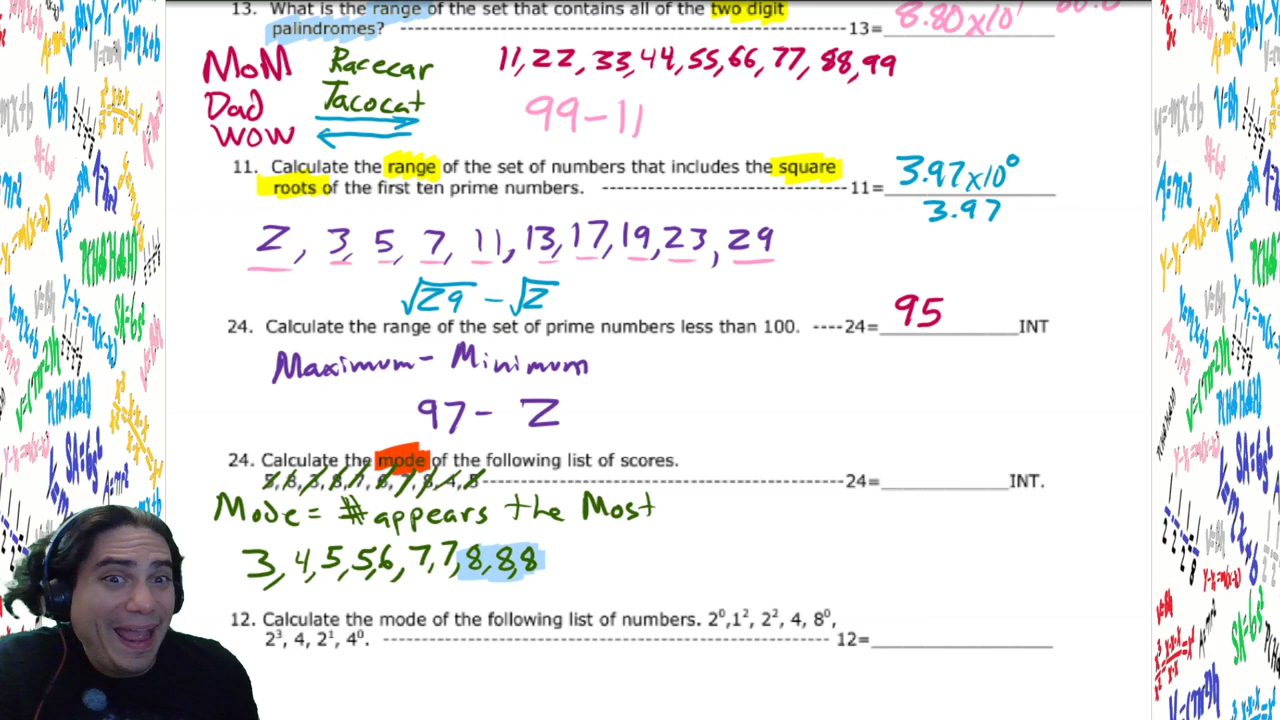 13. What is the range of the set that contains all of the two digit
palindromes? ---------------13= 8.80x10¹
MoM Racecar 11, 22, 33, 44, 55, 66, 77, 88, 99
Dad Tacocat 99-11
WOW
11. Calculate the range of the set of numbers that includes the square
roots of the first ten prime numbers. ---------------11= 3.97x10⁰
3.97
2, 3, 5, 7, 11, 13, 17, 19, 23, 29
√29 - √2
24. Calculate the range of the set of prime numbers less than 100. ----24= 95 INT
Maximum - Minimum
97 - 2
24. Calculate the mode of the following list of scores.
---------------24= INT.
Mode = # appears the Most
3, 4, 5, 5, 6, 7, 7, 8, 8, 8
12. Calculate the mode of the following list of numbers. 2⁰,1², 2², 4, 8⁰,
2³, 4, 2¹, 4⁰. ---------------12=